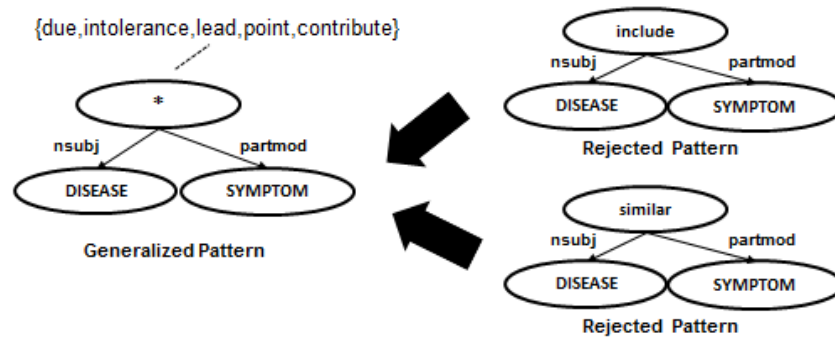 {due,intolerance,lead,point,contribute}
*
nsubj partmod
DISEASE SYMPTOM
Generalized Pattern
include
nsubj partmod
DISEASE SYMPTOM
Rejected Pattern
similar
nsubj partmod
DISEASE SYMPTOM
Rejected Pattern